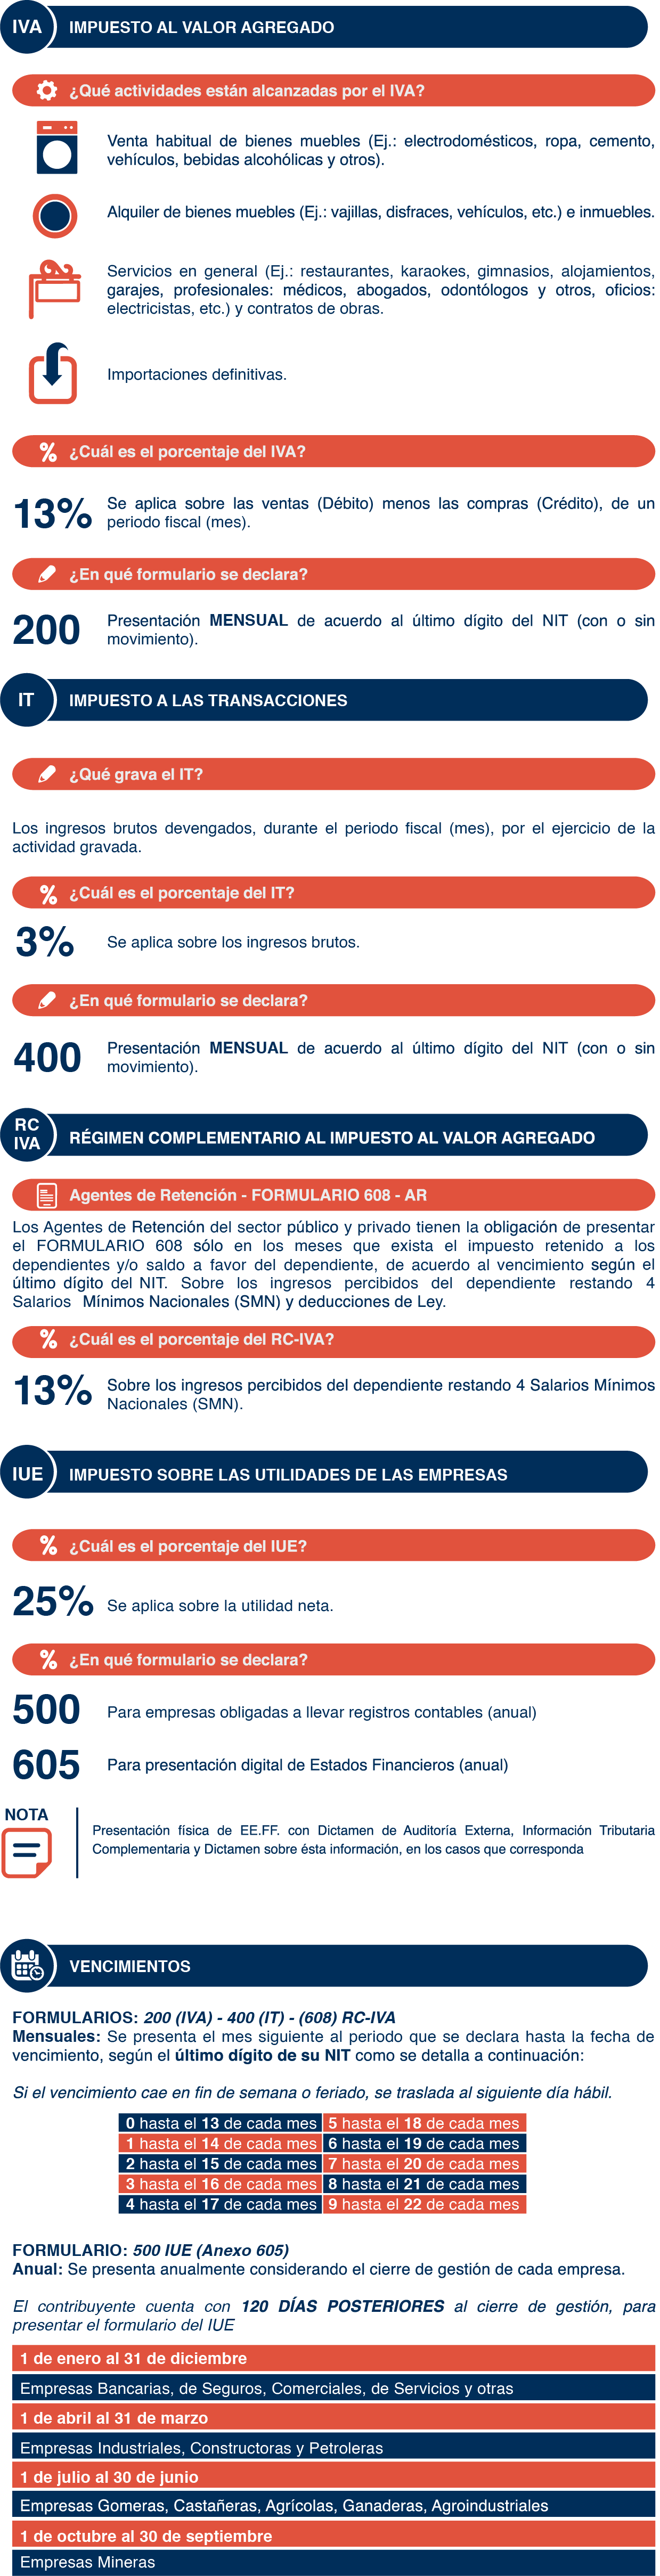 IVA
IMPUESTO AL VALOR AGREGADO
¿Qué actividades están alcanzadas por el IVA?
Venta habitual de bienes muebles (Ej.: electrodomésticos, ropa, cemento,
vehículos, bebidas alcohólicas y otros).
Alquiler de bienes muebles (Ej.: vajillas, disfraces, vehículos, etc.) e inmuebles.
Servicios en general (Ej.: restaurantes, karaokes, gimnasios, alojamientos,
garajes, profesionales: médicos, abogados, odontólogos y otros, oficios:
electricistas, etc.) y contratos de obras.
Importaciones definitivas.
% ¿Cuál es el porcentaje del IVA?
13%
Se aplica sobre las ventas (Débito) menos las compras (Crédito), de un
periodo fiscal (mes).
¿En qué formulario se declara?
200
Presentación MENSUAL de acuerdo al último dígito del NIT (con o sin
movimiento).
IT
IMPUESTO A LAS TRANSACCIONES
¿Qué grava el IT?
Los ingresos brutos devengados, durante el periodo fiscal (mes), por el ejercicio de la
actividad gravada.
% ¿Cuál es el porcentaje del IT?
3%
Se aplica sobre los ingresos brutos.
¿En qué formulario se declara?
400
Presentación MENSUAL de acuerdo al último dígito del NIT (con o sin
movimiento).
RC
IVA
RÉGIMEN COMPLEMENTARIO AL IMPUESTO AL VALOR AGREGADO
Agentes de Retención - FORMULARIO 608 - AR
Los Agentes de Retención del sector público y privado tienen la obligación de presentar
el FORMULARIO 608 sólo en los meses que exista el impuesto retenido a los
dependientes y/o saldo a favor del dependiente, de acuerdo al vencimiento según el
último dígito del NIT. Sobre los ingresos percibidos del dependiente restando 4
Salarios Mínimos Nacionales (SMN) y deducciones de Ley.
% ¿Cuál es el porcentaje del RC-IVA?
13%
Sobre los ingresos percibidos del dependiente restando 4 Salarios Mínimos
Nacionales (SMN).
IUE
IMPUESTO SOBRE LAS UTILIDADES DE LAS EMPRESAS
% ¿Cuál es el porcentaje del IUE?
25%
Se aplica sobre la utilidad neta.
% ¿En qué formulario se declara?
500
Para empresas obligadas a llevar registros contables (anual)
605
Para presentación digital de Estados Financieros (anual)
NOTA
Presentación física de EE.FF. con Dictamen de Auditoría Externa, Información Tributaria
Complementaria y Dictamen sobre ésta información, en los casos que corresponda
VENCIMIENTOS
FORMULARIOS: 200 (IVA) - 400 (IT) - (608) RC-IVA
Mensuales: Se presenta el mes siguiente al periodo que se declara hasta la fecha de
vencimiento, según el último dígito de su NIT como se detalla a continuación:
Si el vencimiento cae en fin de semana o feriado, se traslada al siguiente día hábil.
0 hasta el 13 de cada mes 5 hasta el 18 de cada mes
1 hasta el 14 de cada mes 6 hasta el 19 de cada mes
2 hasta el 15 de cada mes 7 hasta el 20 de cada mes
3 hasta el 16 de cada mes 8 hasta el 21 de cada mes
4 hasta el 17 de cada mes 9 hasta el 22 de cada mes
FORMULARIO: 500 IUE (Anexo 605)
Anual: Se presenta anualmente considerando el cierre de gestión de cada empresa.
El contribuyente cuenta con 120 DÍAS POSTERIORES al cierre de gestión, para
presentar el formulario del IUE
1 de enero al 31 de diciembre
Empresas Bancarias, de Seguros, Comerciales, de Servicios y otras
1 de abril al 31 de marzo
Empresas Industriales, Constructoras y Petroleras
1 de julio al 30 de junio
Empresas Gomeras, Castañeras, Agrícolas, Ganaderas, Agroindustriales
1 de octubre al 30 de septiembre
Empresas Mineras